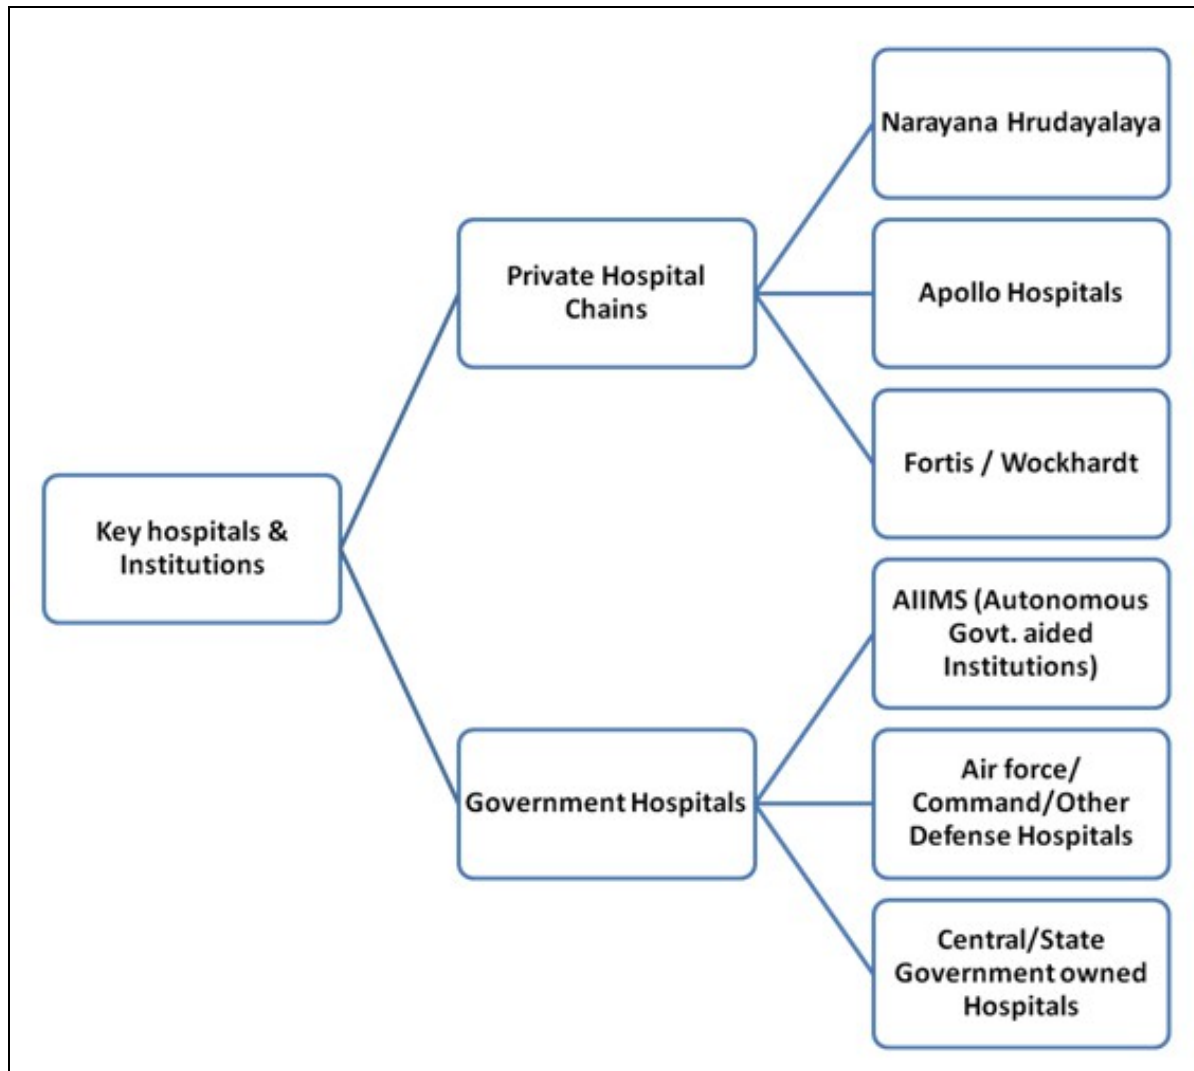 Key hospitals &
Institutions
Private Hospital
Chains
Narayana Hrudayalaya
Apollo Hospitals
Fortis / Wockhardt
Government Hospitals
AIIMS (Autonomous
Govt. aided
Institutions)
Air force/
Command/Other
Defense Hospitals
Central/State
Government owned
Hospitals